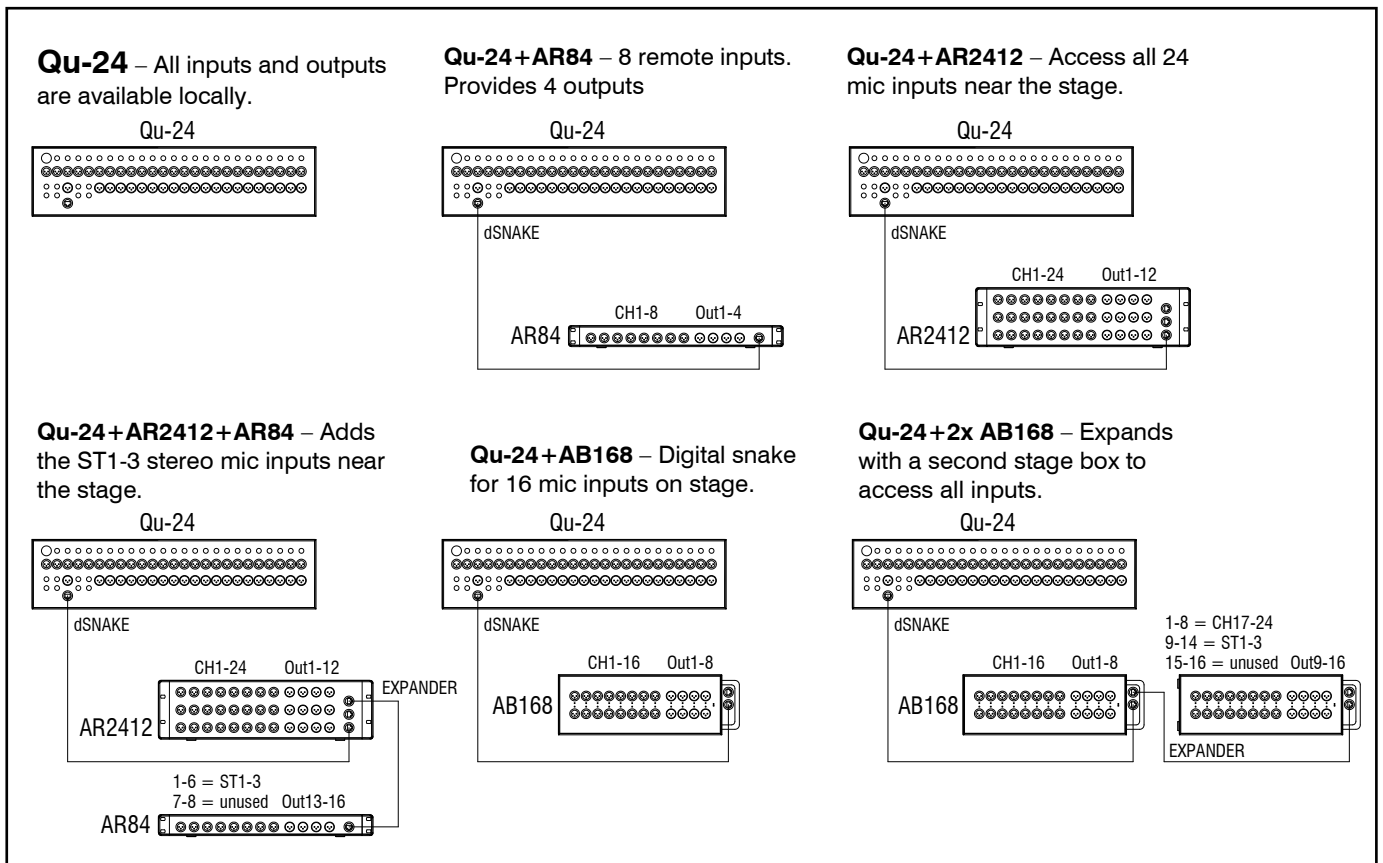 Qu-24 – All inputs and outputs
are available locally.
Qu-24
Qu-24+AR84 – 8 remote inputs.
Provides 4 outputs
Qu-24
dSNAKE
CH1-8 Out1-4
AR84
Qu-24+AR2412 – Access all 24
mic inputs near the stage.
Qu-24
dSNAKE
CH1-24 Out1-12
AR2412
Qu-24+AR2412+AR84 – Adds
the ST1-3 stereo mic inputs near
the stage.
Qu-24
dSNAKE
CH1-24 Out1-12
EXPANDER
AR2412
1-6 = ST1-3
7-8 = unused Out13-16
AR84
Qu-24+AB168 – Digital snake
for 16 mic inputs on stage.
Qu-24
dSNAKE
CH1-16 Out1-8
AB168
Qu-24+2x AB168 – Expands
with a second stage box to
access all inputs.
Qu-24
dSNAKE
CH1-16 Out1-8
AB168
1-8 = CH17-24
9-14 = ST1-3
15-16 = unused Out9-16
EXPANDER